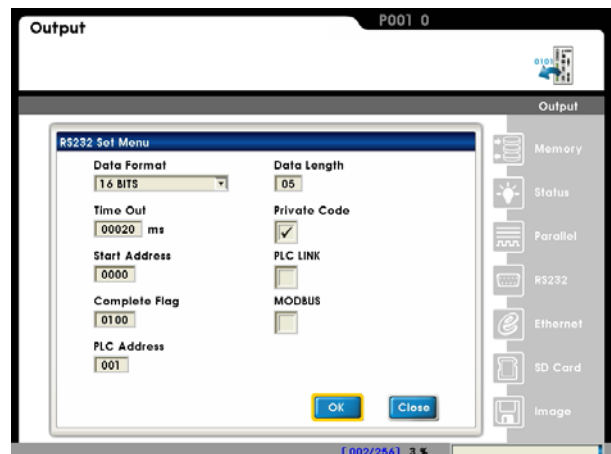 Output
P001 0
0101
Output
RS232 Set Menu
Data Format
16 BITS
Data Length
05
Time Out
00020 ms
Private Code
Start Address
0000
PLC LINK
Complete Flag
0100
MODBUS
PLC Address
001
OK
Close
Memory
Status
Parallel
RS232
Ethernet
SD Card
Image
[002/256] 3 %